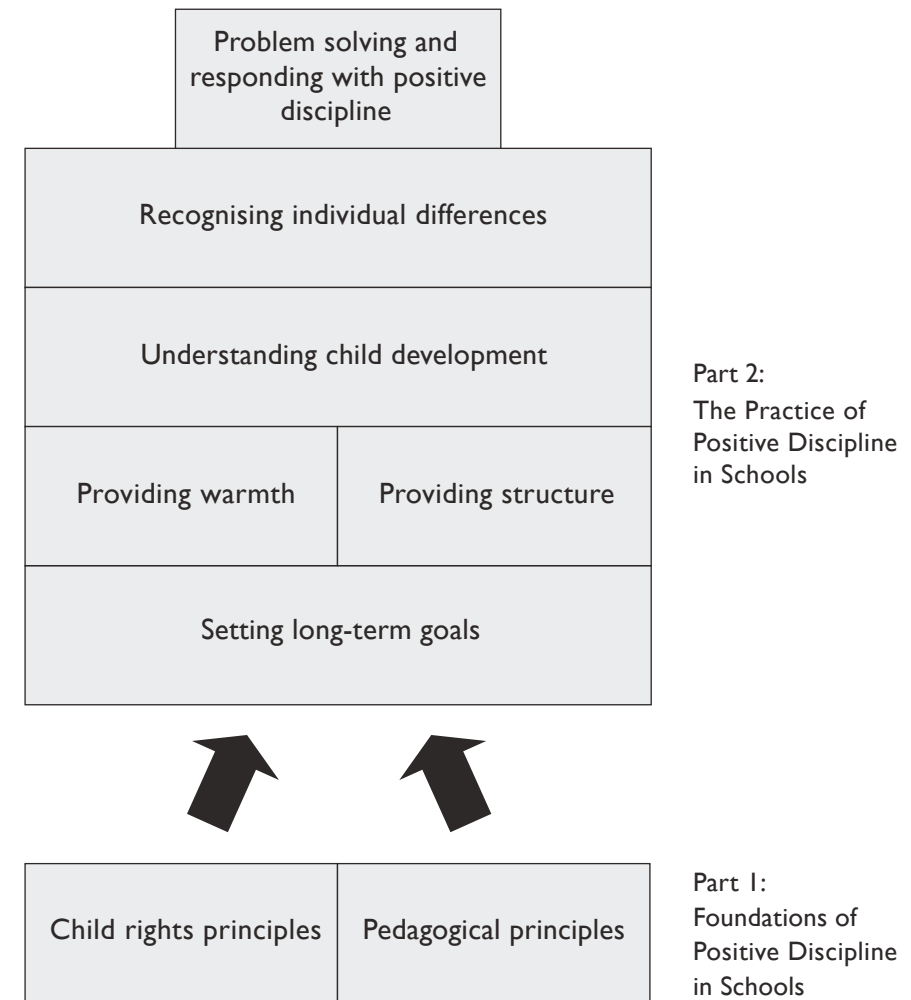 Problem solving and
responding with positive
discipline
Recognising individual differences
Understanding child development
Providing warmth
Providing structure
Setting long-term goals
Part 2:
The Practice of
Positive Discipline
in Schools
Child rights principles
Pedagogical principles
Part 1:
Foundations of
Positive Discipline
in Schools